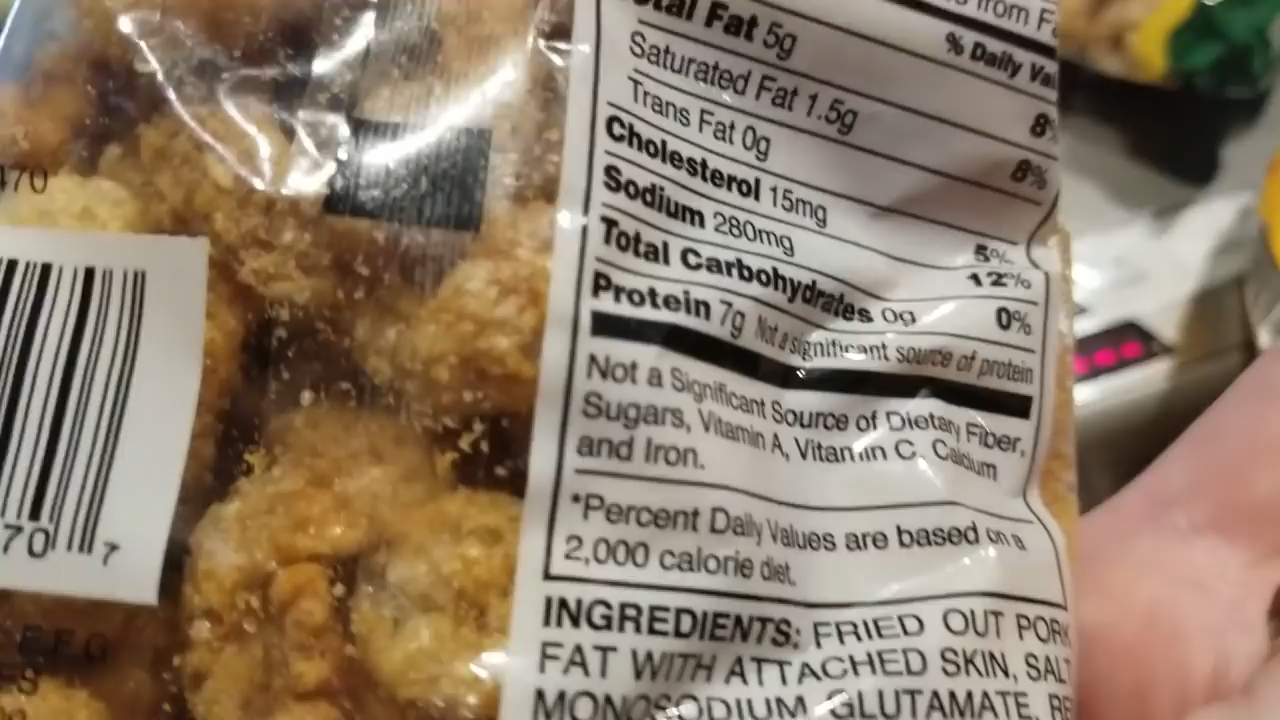 Total Fat 5g
% Daily
8%
Saturated Fat 1.5g
8%
Trans Fat 0g
Cholesterol 15mg
5%
Sodium 280mg
12%
Total Carbohydrates 0g
0%
Protein 7g Not a significant source of protein
Not a Significant Source of Dietary Fiber,
Sugars, Vitamin A, Vitamin C, Calcium
and Iron.
*Percent Daily Values are based on a
2,000 calorie diet.
INGREDIENTS: FRIED OUT PORK
FAT WITH ATTACHED SKIN, SALT
MONOSODIUM GLUTAMATE,
470
70
7